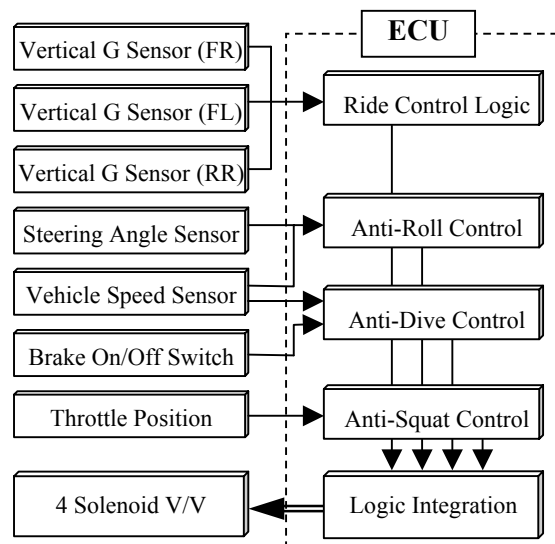 ECU
Vertical G Sensor (FR)
Vertical G Sensor (FL)
Ride Control Logic
Vertical G Sensor (RR)
Steering Angle Sensor
Anti-Roll Control
Vehicle Speed Sensor
Anti-Dive Control
Brake On/Off Switch
Throttle Position
Anti-Squat Control
4 Solenoid V/V
Logic Integration